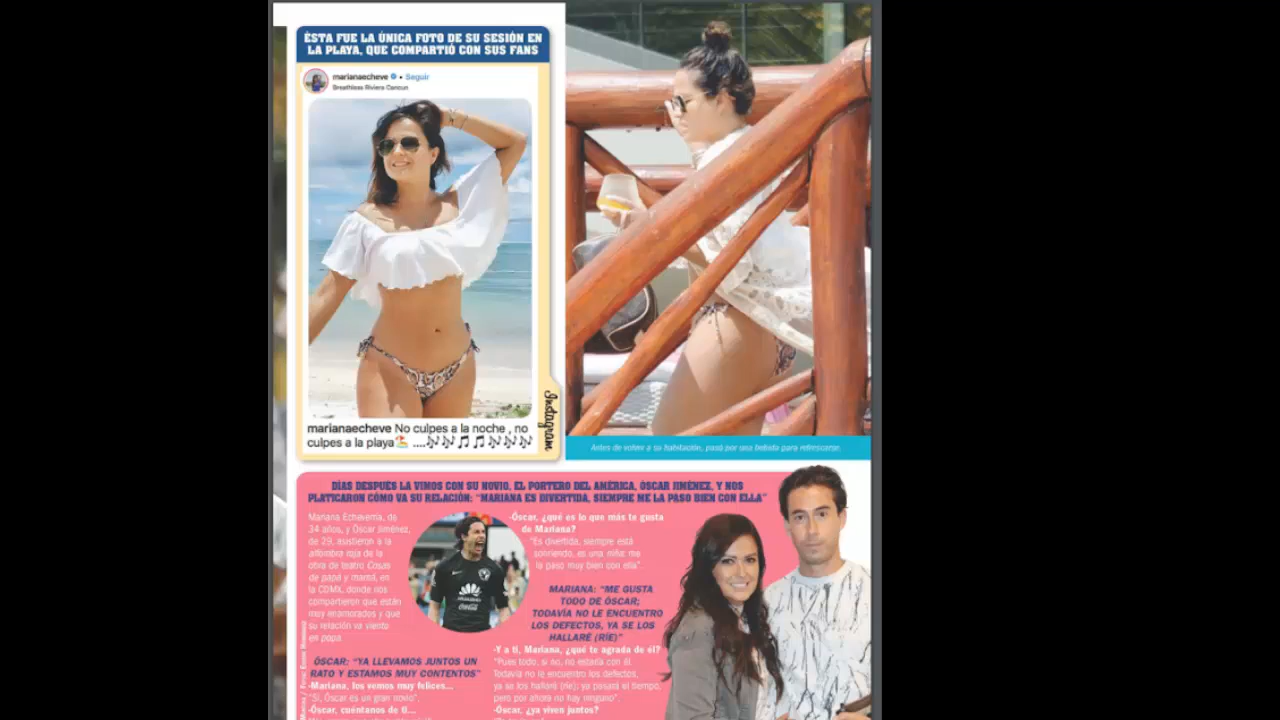 ÉSTA FUE LA ÚNICA FOTO DE SU SESIÓN EN
LA PLAYA, QUE COMPARTIÓ CON SUS FANS
marianaecheve • Seguir
Breathless Riviera Cancun
marianaecheve No culpes a la noche , no
culpes a la playa ....
Instagram
Antes de volver a su habitación, pasó por una bebida para refrescarse.
DÍAS DESPUÉS LA VIMOS CON SU NOVIO, EL PORTERO DEL AMÉRICA, ÓSCAR JIMÉNEZ, Y NOS
PLATICARON CÓMO VA SU RELACIÓN: “MARIANA ES DIVERTIDA, SIEMPRE ME LA PASO BIEN CON ELLA”
Mariana Echeverría, de
34 años, y Óscar Jiménez,
de 29, asistieron a la
alfombra roja de la
obra de teatro Cosas
de papá y mamá, en
la CDMX, donde nos
compartieron que están
muy enamorados y que
su relación va viento
en popa.
ÓSCAR: “YA LLEVAMOS JUNTOS UN
RATO Y ESTAMOS MUY CONTENTOS”
-Mariana, los vemos muy felices...
“Sí, Óscar es un gran novio”.
-Óscar, cuéntanos de ti...
-Óscar, ¿qué es lo que más te gusta
de Mariana?
“Es divertida, siempre está
sonriendo, es una niña: me
la paso muy bien con ella”.
MARIANA: “ME GUSTA
TODO DE ÓSCAR;
TODAVÍA NO LE ENCUENTRO
LOS DEFECTOS, YA SE LOS
HALLARÉ (RÍE)”
-Y a ti, Mariana, ¿qué te agrada de él?
“Pues todo, si no, no estaría con él.
Todavía no le encuentro los defectos,
ya se los hallaré (ríe); ya pasará el tiempo,
pero por ahora no hay ninguno”.
-Óscar, ¿ya viven juntos?